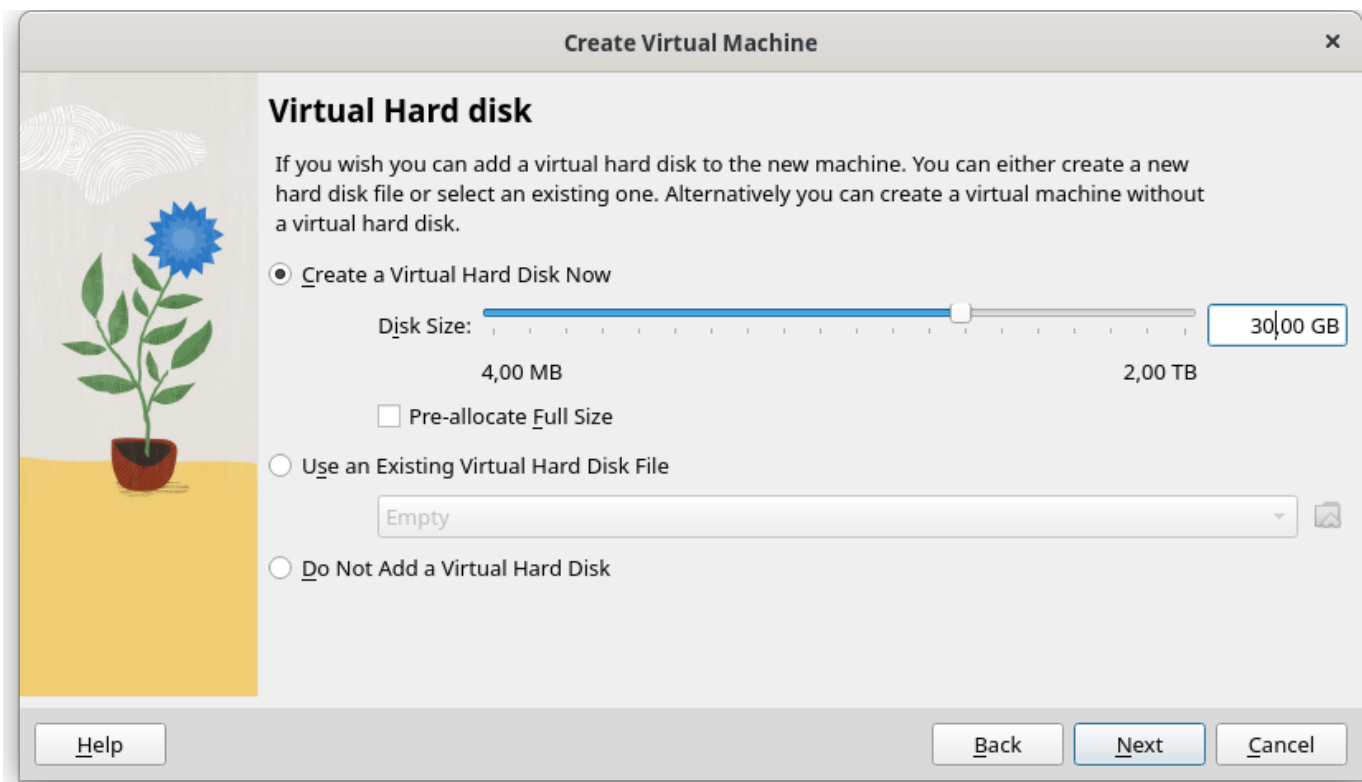 Create Virtual Machine
×
Virtual Hard disk
If you wish you can add a virtual hard disk to the new machine. You can either create a new
hard disk file or select an existing one. Alternatively you can create a virtual machine without
a virtual hard disk.
Create a Virtual Hard Disk Now
Disk Size: 30,00 GB
4,00 MB 2,00 TB
Pre-allocate Full Size
Use an Existing Virtual Hard Disk File
Empty
Do Not Add a Virtual Hard Disk
Help Back Next Cancel